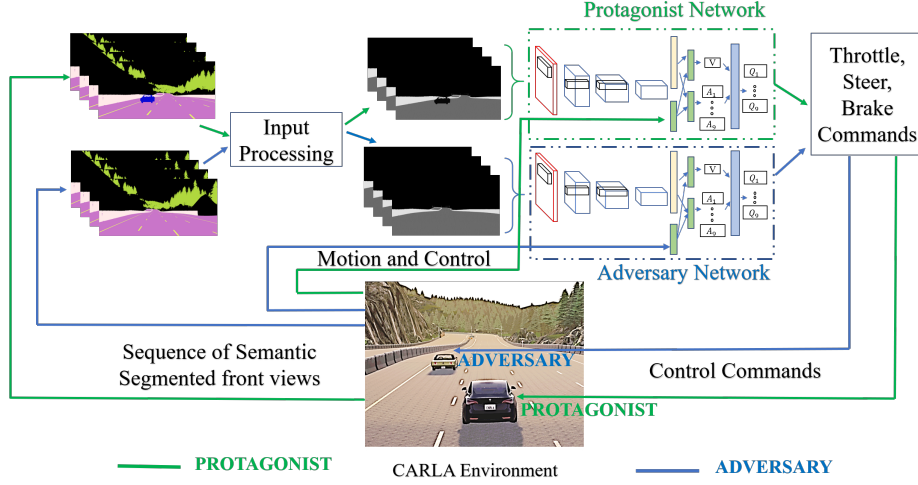 Protagonist Network
Throttle,
Steer,
Brake
Commands
Input
Processing
V
A1
A9
Q1
Q9
V
A1
A9
Q1
Q9
Motion and Control
Adversary Network
Sequence of Semantic
Segmented front views
ADVERSARY
PROTAGONIST
Control Commands
PROTAGONIST
CARLA Environment
ADVERSARY